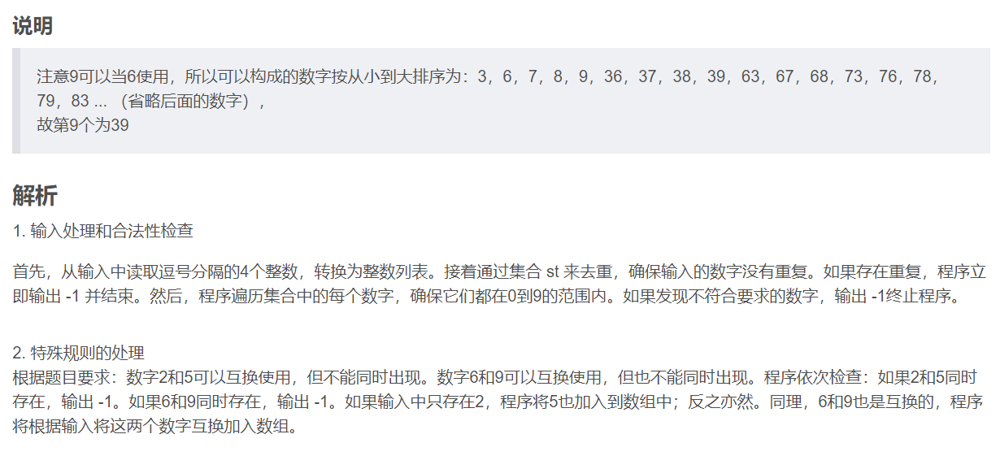 说明
注意9可以当6使用，所以可以构成的数字按从小到大排序为：3，6，7，8，9，36，37，38，39，63，67，68，73，76，78，
79，83 ... （省略后面的数字），
故第9个为39
解析
1. 输入处理和合法性检查
首先，从输入中读取逗号分隔的4个整数，转换为整数列表。接着通过集合 st 来去重，确保输入的数字没有重复。如果存在重复，程序立
即输出 -1 并结束。然后，程序遍历集合中的每个数字，确保它们都在0到9的范围内。如果发现不符合要求的数字，输出 -1终止程序。
2. 特殊规则的处理
根据题目要求：数字2和5可以互换使用，但不能同时出现。数字6和9可以互换使用，但也不能同时出现。程序依次检查：如果2和5同时
存在，输出 -1。如果6和9同时存在，输出 -1。如果输入中只存在2，程序将5也加入到数组中；反之亦然。同理，6和9也是互换的，程序
将根据输入将这两个数字互换加入数组。